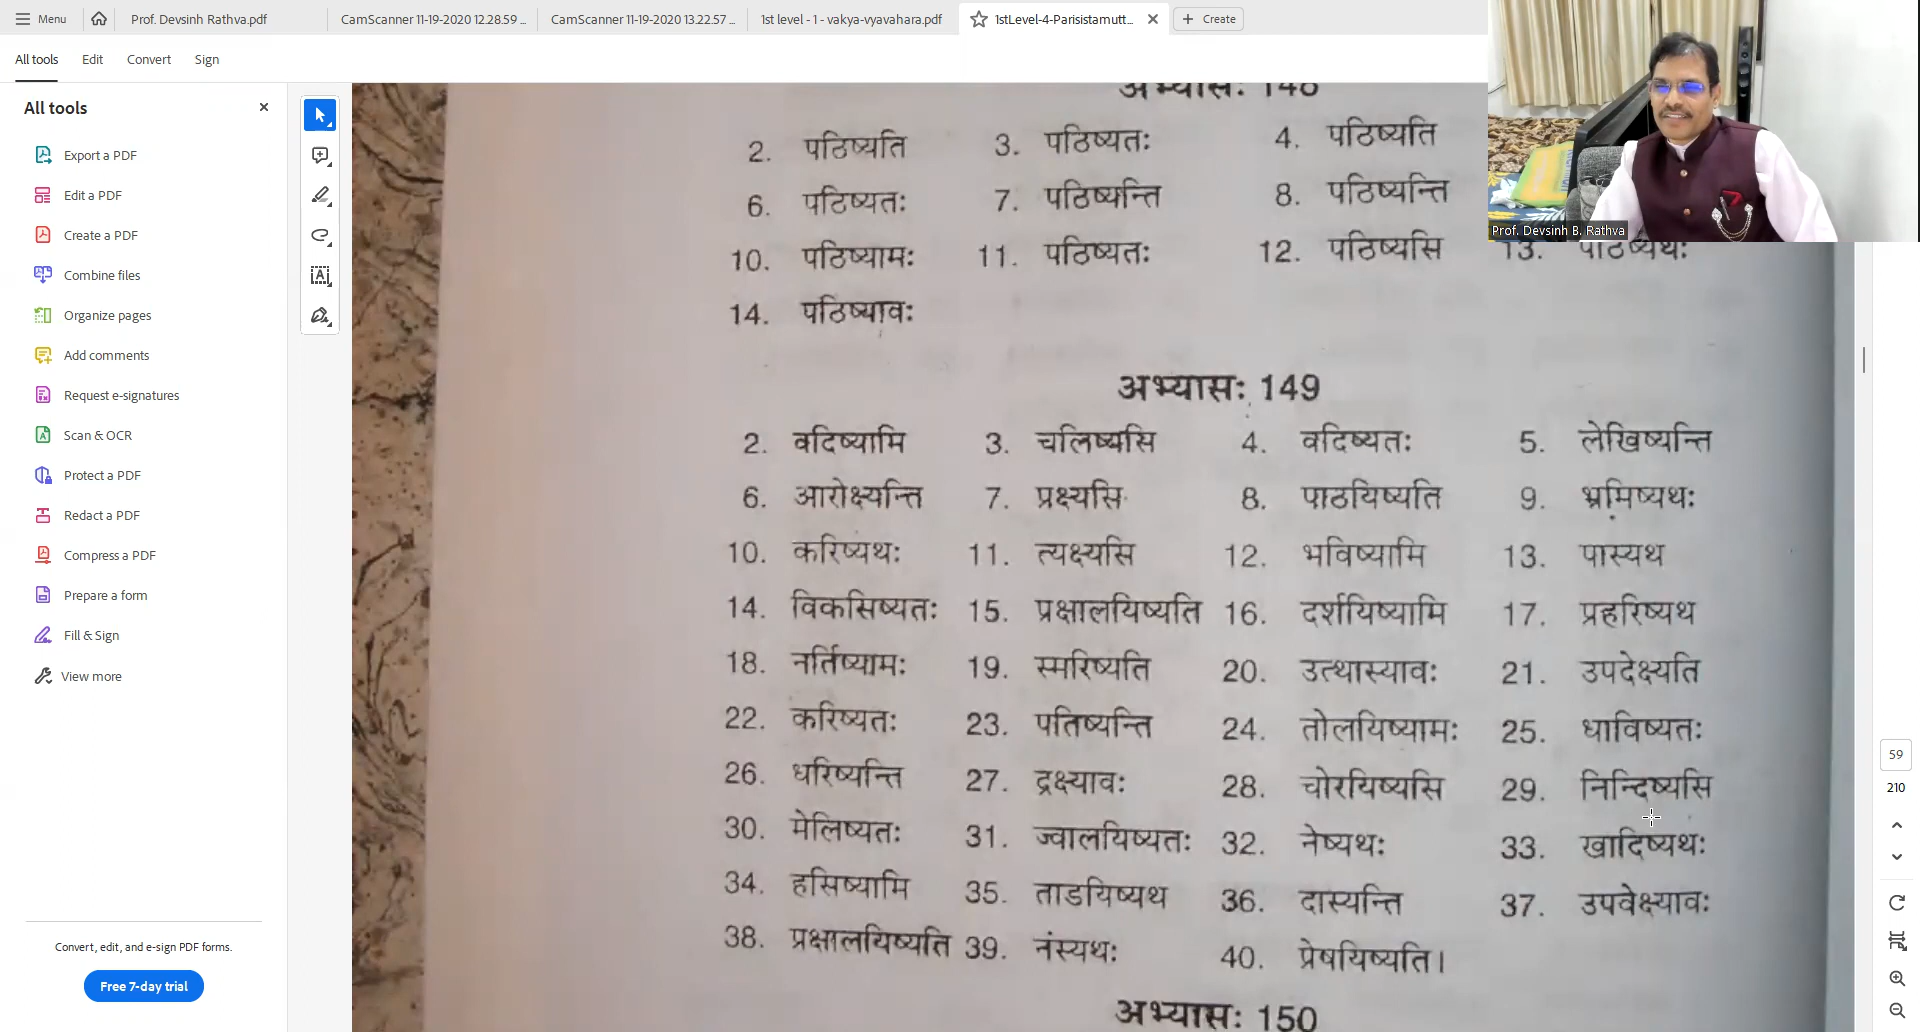 Menu
Prof. Devsinh Rathva.pdf
CamScanner 11-19-2020 12.28.59 ...
CamScanner 11-19-2020 13.22.57 ...
1st level - 1 - vakya-vyavahara.pdf
1stLevel-4-Parisistamutt...
Create
All tools Edit Convert Sign
All tools
Export a PDF
Edit a PDF
Create a PDF
Combine files
Organize pages
Add comments
Request e-signatures
Scan & OCR
Protect a PDF
Redact a PDF
Compress a PDF
Prepare a form
Fill & Sign
View more
Convert, edit, and e-sign PDF forms.
Free 7-day trial
Prof. Devsinh B. Rathva
अभ्यासः
2. पठिष्यति 3. पठिष्यतः 4. पठिष्यति
6. पठिष्यतः 7. पठिष्यन्ति 8. पठिष्यन्ति
10. पठिष्यामः 11. पठिष्यतः 12. पठिष्यसि 13. पठिष्यथः
14. पठिष्यावः
अभ्यासः 149
2. वदिष्यामि 3. चलिष्यसि 4. वदिष्यतः 5. लेखिष्यन्ति
6. आरोक्ष्यन्ति 7. प्रक्ष्यसि 8. पाठयिष्यति 9. भ्रमिष्यथः
10. करिष्यथः 11. त्यक्ष्यसि 12. भविष्यामि 13. पास्यथ
14. विकसिष्यतः 15. प्रक्षालयिष्यति 16. दर्शयिष्यामि 17. प्रहरिष्यथ
18. नर्तिष्यामः 19. स्मरिष्यति 20. उत्थास्यावः 21. उपदेक्ष्यति
22. करिष्यतः 23. पतिष्यन्ति 24. तोलयिष्यामः 25. धाविष्यतः
26. धरिष्यन्ति 27. द्रक्ष्यावः 28. चोरयिष्यसि 29. निन्दिष्यसि
30. मेलिष्यतः 31. ज्वालयिष्यतः 32. नेष्यथः 33. खादिष्यथः
34. हसिष्यामि 35. ताडयिष्यथ 36. दास्यन्ति 37. उपवेक्ष्यावः
38. प्रक्षालयिष्यति 39. नंस्यथः 40. प्रेषयिष्यति।
अभ्यासः 150
59
210